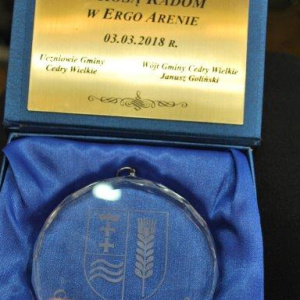 RADOM
W ERGO ARENIE
03.03.2018 R.
Uczniowie Gminy
Cedry Wielkie
Wójt Gminy Cedry Wielkie
Janusz Goliński